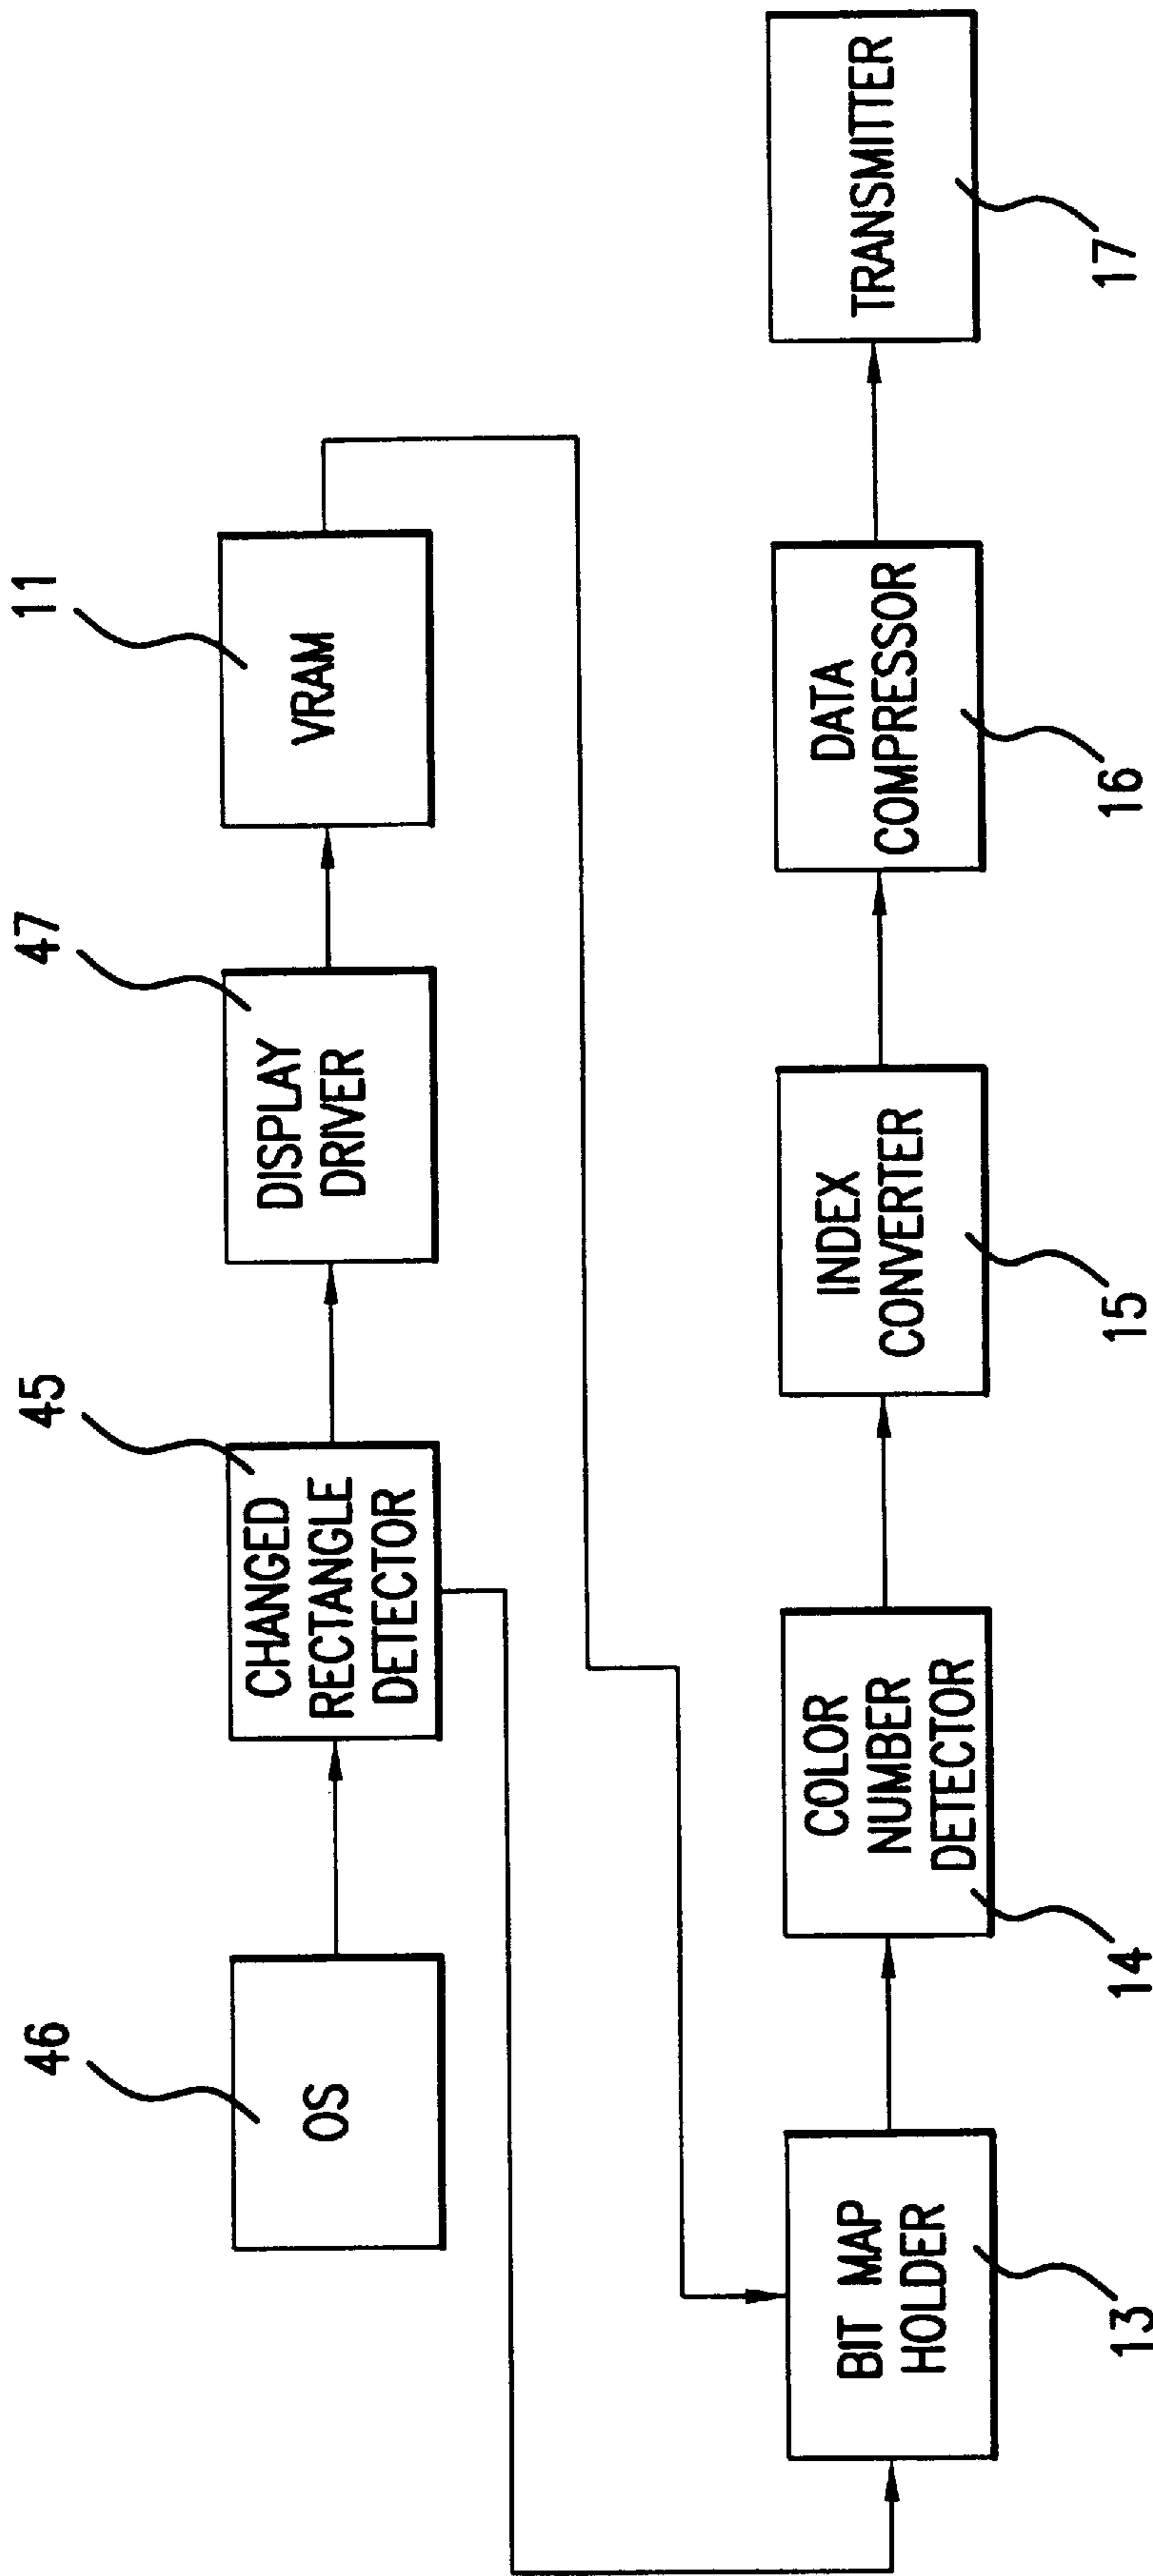 46
OS
45
CHANGED
RECTANGLE
DETECTOR
47
DISPLAY
DRIVER
11
VRAM
BIT MAP
HOLDER
13
COLOR
NUMBER
DETECTOR
14
INDEX
CONVERTER
15
DATA
COMPRESSOR
16
TRANSMITTER
17